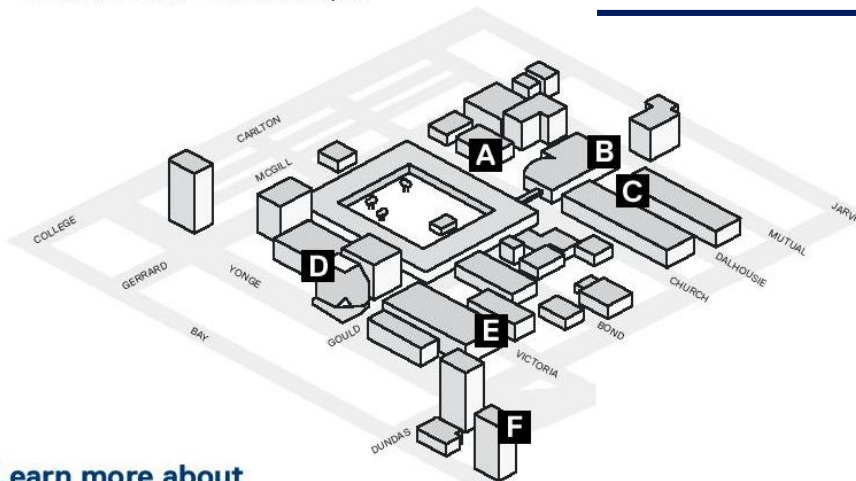 CARLTON
MCGILL
COLLEGE
GERRARD
YONGE
BAY
GOULD
A
B
C
D
E
F
JARV
MUTUAL
DALHOUSIE
CHURCH
BOND
VICTORIA
DUNDAS
earn more about